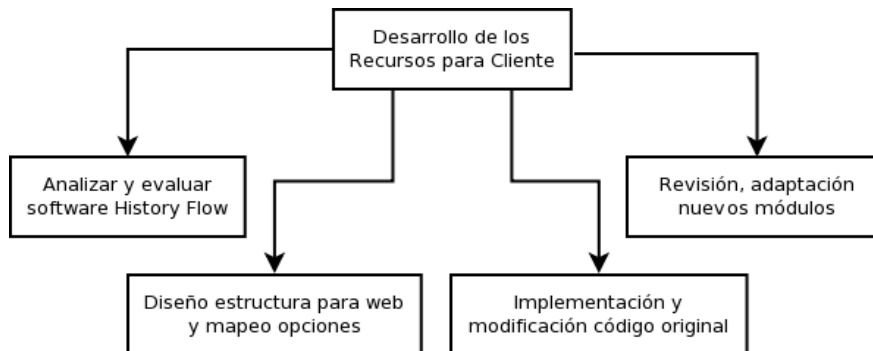 Desarrollo de los
Recursos para Cliente
Analizar y evaluar
software History Flow
Revisión, adaptación
nuevos módulos
Diseño estructura para web
y mapeo opciones
Implementación y
modificación código original